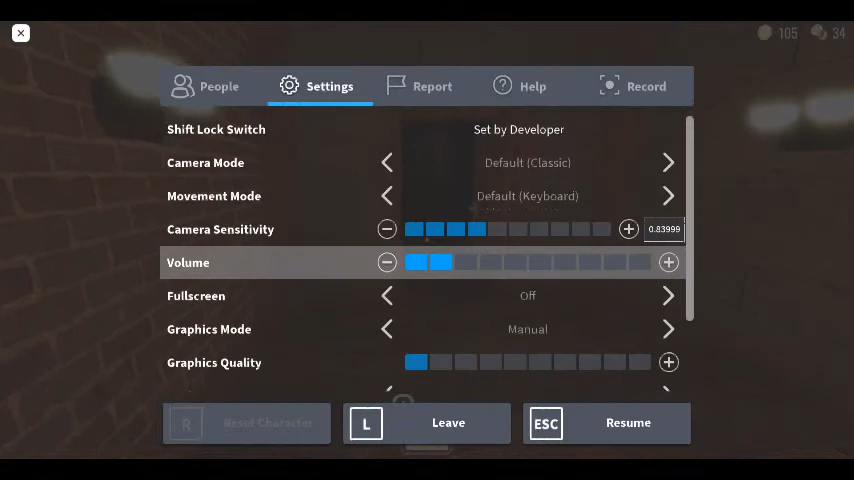 105 34
People Settings Report Help Record
Shift Lock Switch Set by Developer
Camera Mode Default (Classic)
Movement Mode Default (Keyboard)
Camera Sensitivity 0.83999
Volume
Fullscreen Off
Graphics Mode Manual
Graphics Quality
R Reset Character L Leave ESC Resume